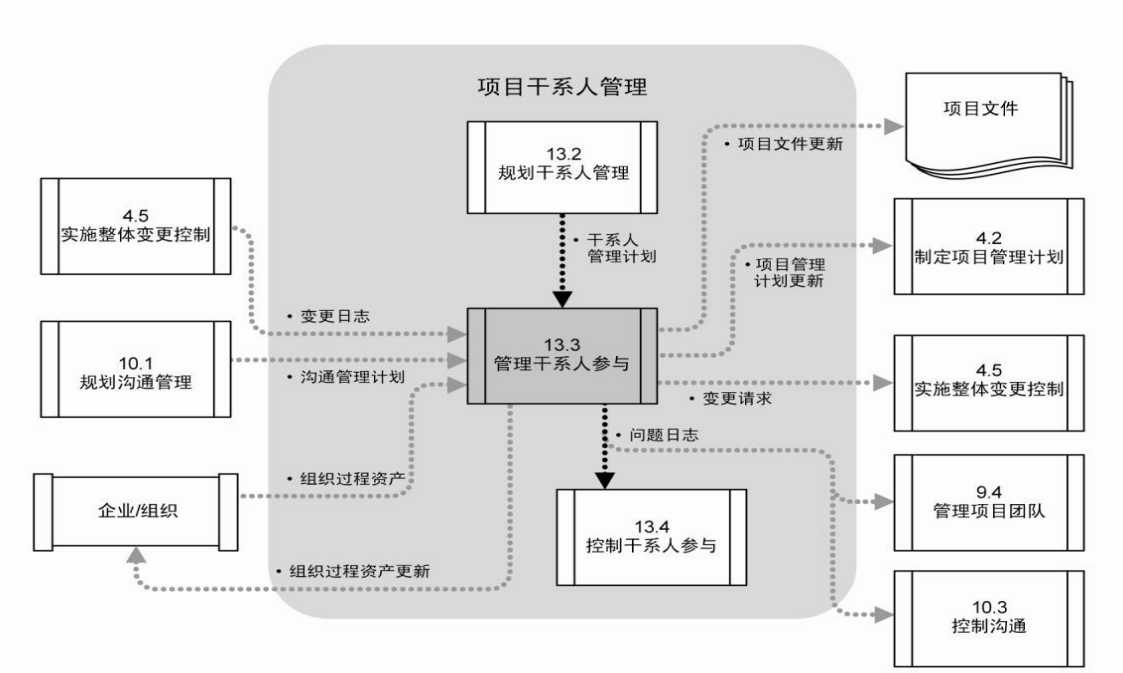 项目干系人管理
13.2
规划干系人管理
项目文件
• 项目文件更新
4.5
实施整体变更控制
• 干系人
管理计划
• 项目管理
计划更新
4.2
制定项目管理计划
• 变更日志
10.1
规划沟通管理
• 沟通管理计划
13.3
管理干系人参与
• 变更请求
4.5
实施整体变更控制
• 问题日志
• 组织过程资产
企业/组织
13.4
控制干系人参与
9.4
管理项目团队
• 组织过程资产更新
10.3
控制沟通